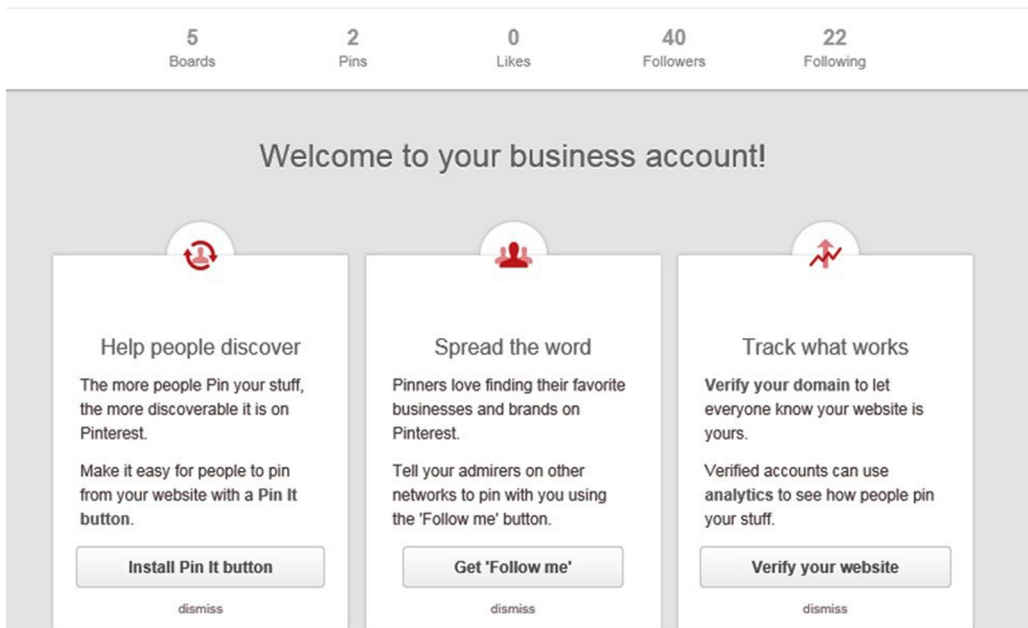 5 2 0 40 22
Boards Pins Likes Followers Following
Welcome to your business account!
Help people discover
The more people Pin your stuff,
the more discoverable it is on
Pinterest.
Make it easy for people to pin
from your website with a Pin It
button.
Install Pin It button
dismiss
Spread the word
Pinners love finding their favorite
businesses and brands on
Pinterest.
Tell your admirers on other
networks to pin with you using
the 'Follow me' button.
Get 'Follow me'
dismiss
Track what works
Verify your domain to let
everyone know your website is
yours.
Verified accounts can use
analytics to see how people pin
your stuff.
Verify your website
dismiss